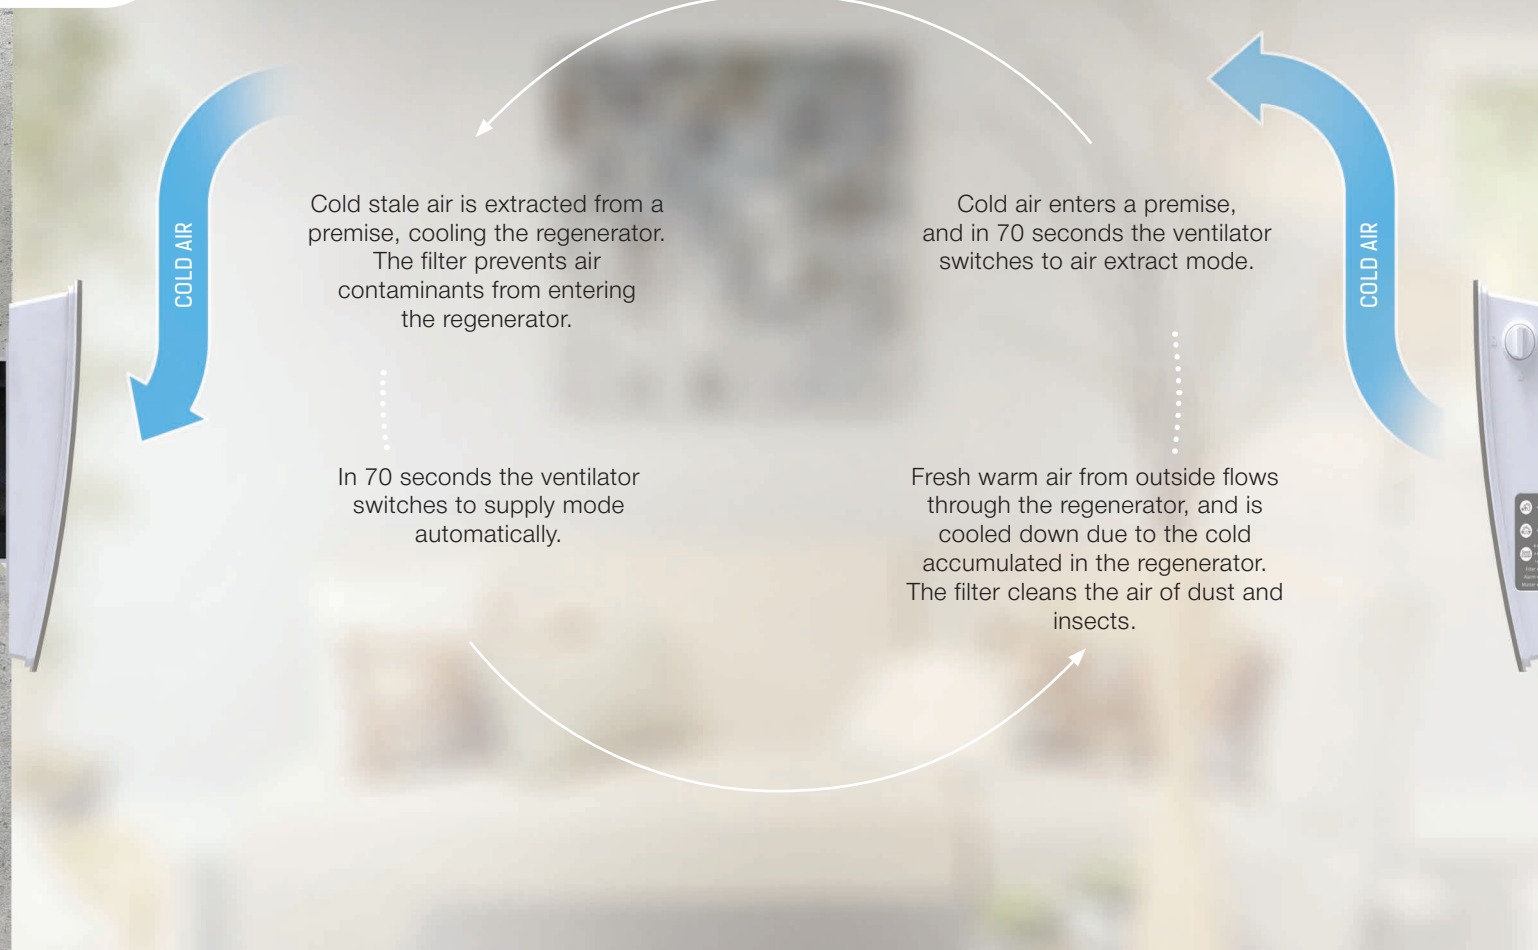 COLD AIR
Cold stale air is extracted from a
premise, cooling the regenerator.
The filter prevents air
contaminants from entering
the regenerator.
In 70 seconds the ventilator
switches to supply mode
automatically.
Cold air enters a premise,
and in 70 seconds the ventilator
switches to air extract mode.
Fresh warm air from outside flows
through the regenerator, and is
cooled down due to the cold
accumulated in the regenerator.
The filter cleans the air of dust and
insects.
COLD AIR